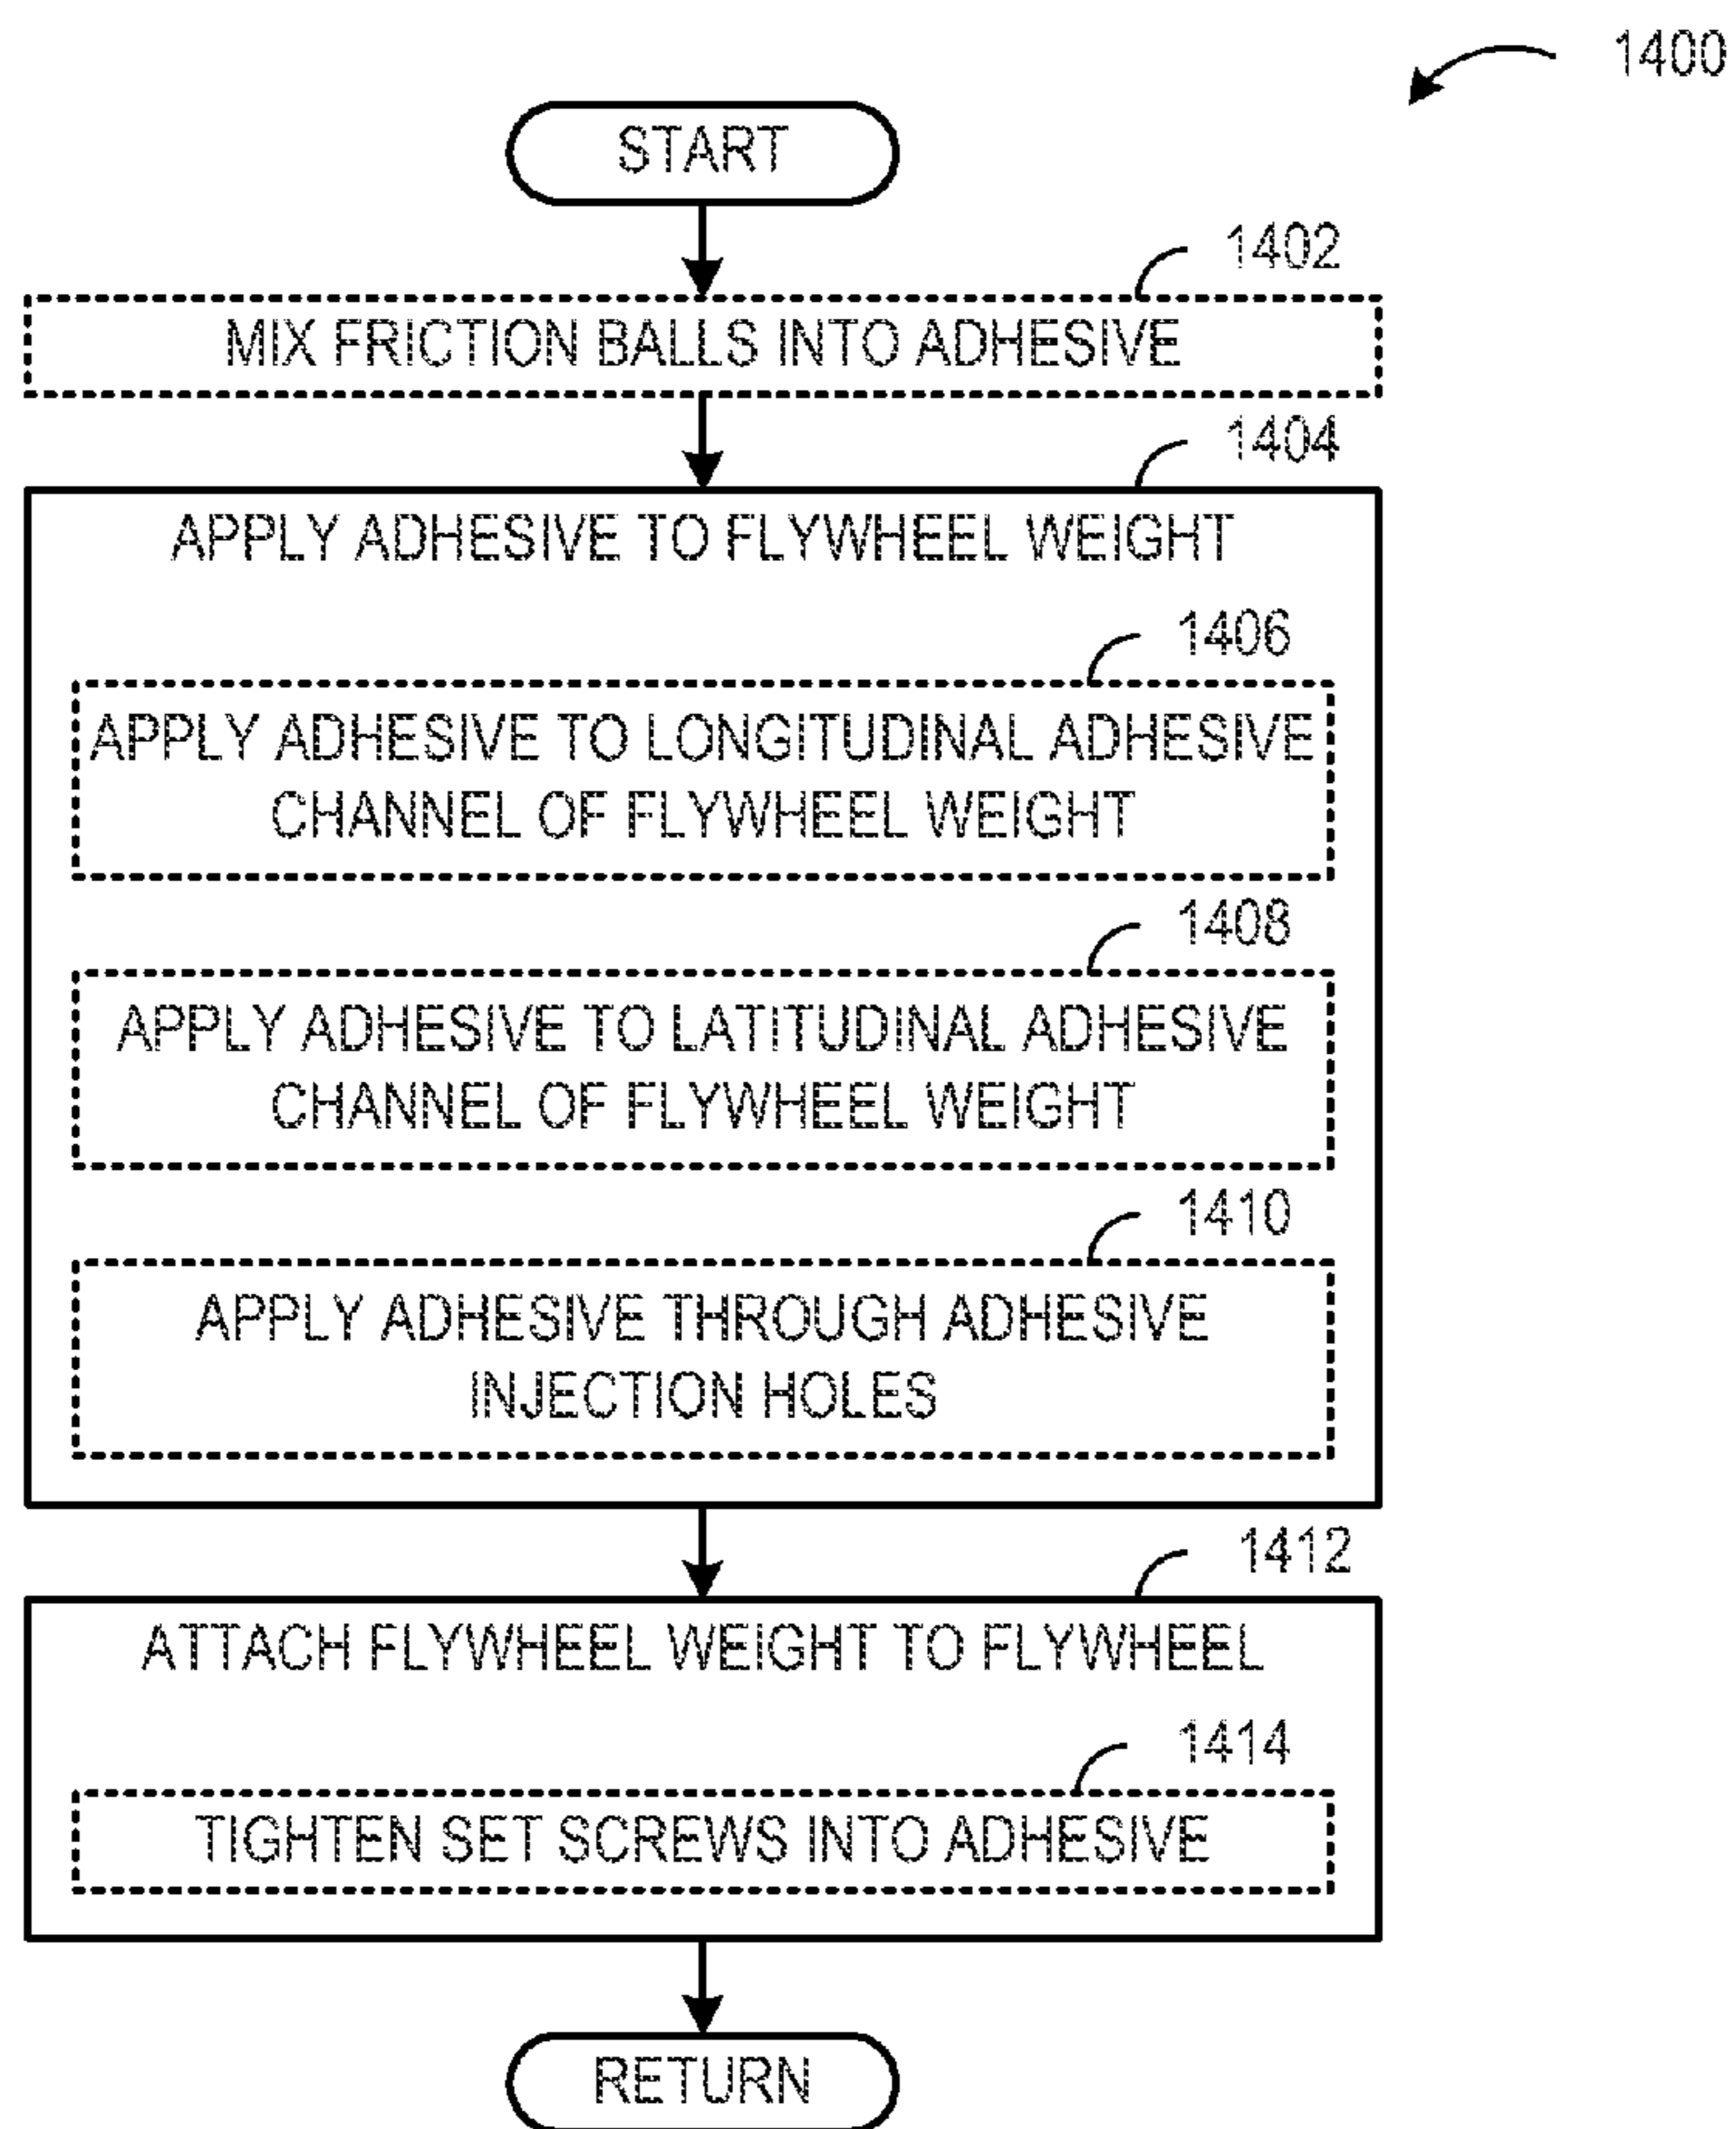 1400
START
1402
MIX FRICTION BALLS INTO ADHESIVE
1404
APPLY ADHESIVE TO FLYWHEEL WEIGHT
1406
APPLY ADHESIVE TO LONGITUDINAL ADHESIVE
CHANNEL OF FLYWHEEL WEIGHT
1408
APPLY ADHESIVE TO LATITUDINAL ADHESIVE
CHANNEL OF FLYWHEEL WEIGHT
1410
APPLY ADHESIVE THROUGH ADHESIVE
INJECTION HOLES
1412
ATTACH FLYWHEEL WEIGHT TO FLYWHEEL
1414
TIGHTEN SET SCREWS INTO ADHESIVE
RETURN